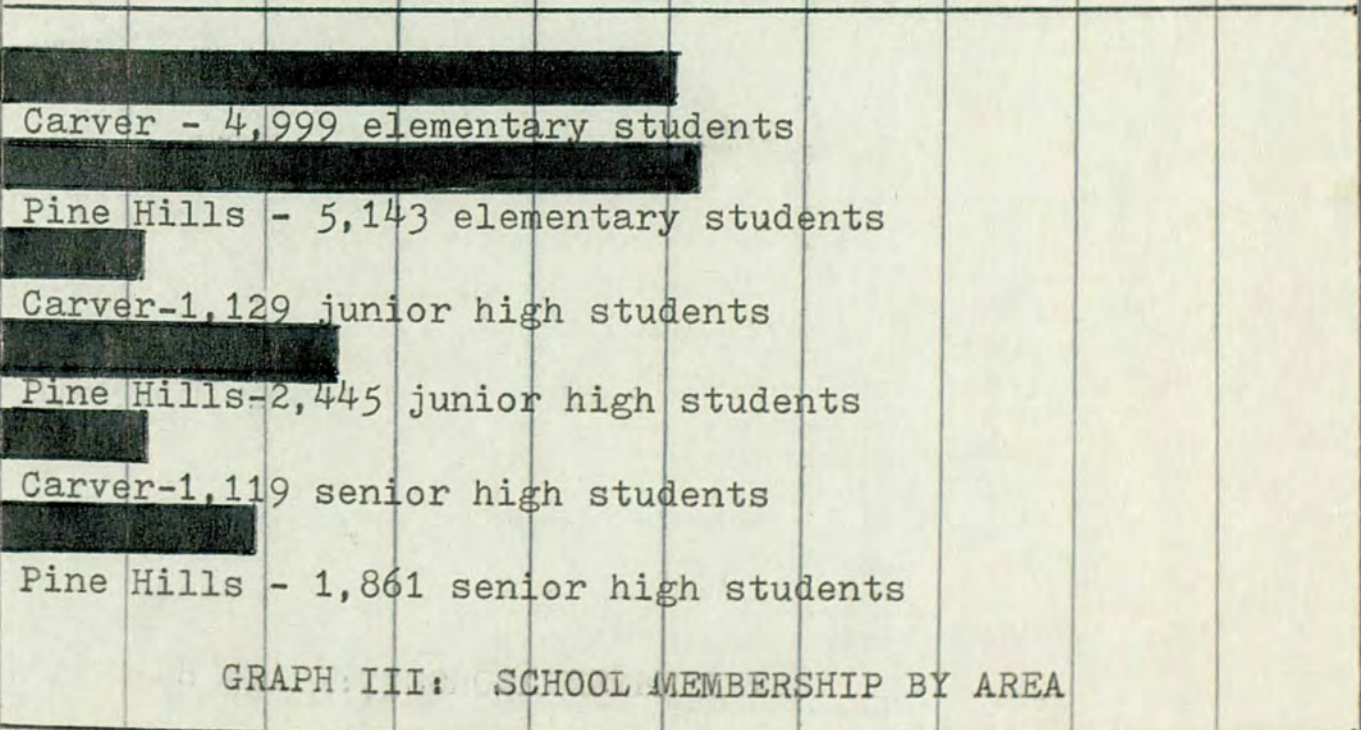 Carver - 4,999 elementary students
Pine Hills - 5,143 elementary students
Carver-1,129 junior high students
Pine Hills-2,445 junior high students
Carver-1,119 senior high students
Pine Hills - 1,861 senior high students
GRAPH III: SCHOOL MEMBERSHIP BY AREA